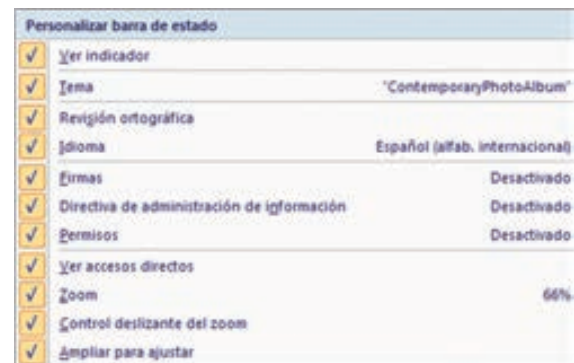 Personalizar barra de estado
Ver indicador
Tema "ContemporaryPhotoAlbum"
Revisión ortográfica
Idioma Español (alfab. internacional)
Firmas Desactivado
Directiva de administración de información Desactivado
Permisos Desactivado
Ver accesos directos
Zoom 66%
Control deslizante del zoom
Ampliar para ajustar